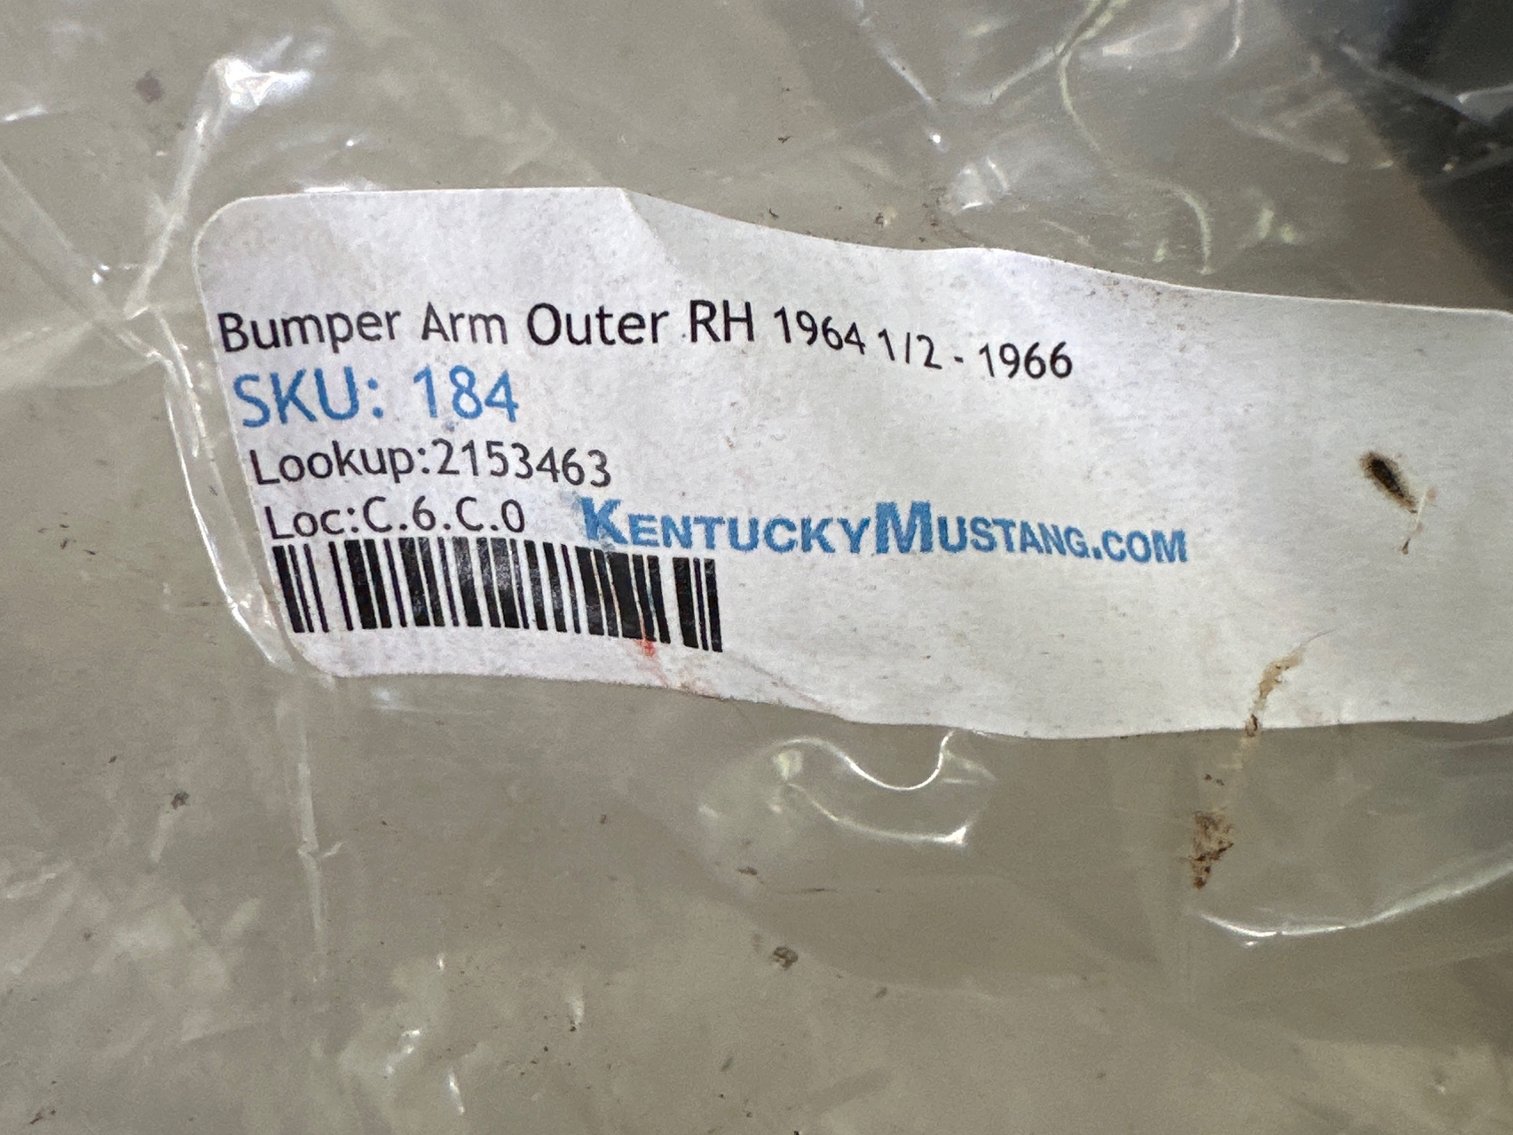 Bumper Arm Outer RH 1964 1/2 - 1966
SKU: 184
Lookup:2153463
Loc:C.6.C.0
KENTUCKYMUSTANG.COM